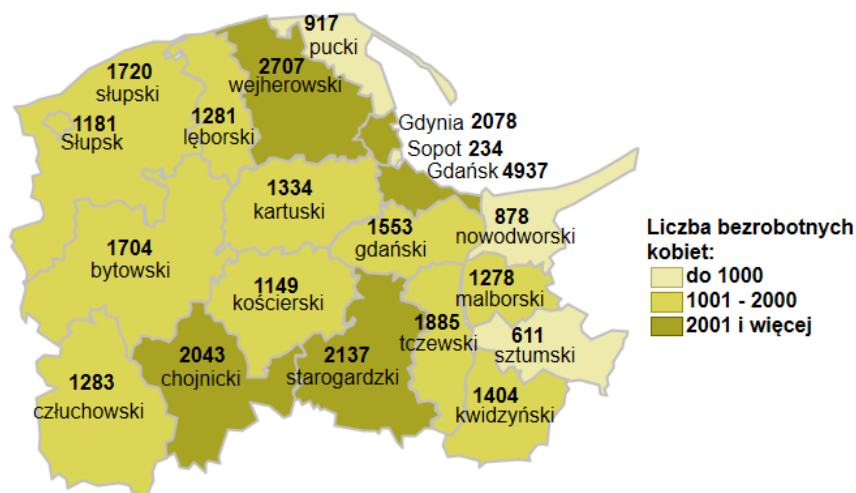 917
pucki
1720
słupski
2707
wejherowski
1281
lęborski
1181
Słupsk
Gdynia 2078
Sopot 234
Gdańsk 4937
1334
kartuski
1553
gdański
878
nowodworski
1704
bytowski
1149
kościerski
1278
malborski
1885
tczewski
611
sztumski
2043
chojnicki
2137
starogardzki
1283
człuchowski
1404
kwidzyński
Liczba bezrobotnych
kobiet:
do 1000
1001 - 2000
2001 i więcej